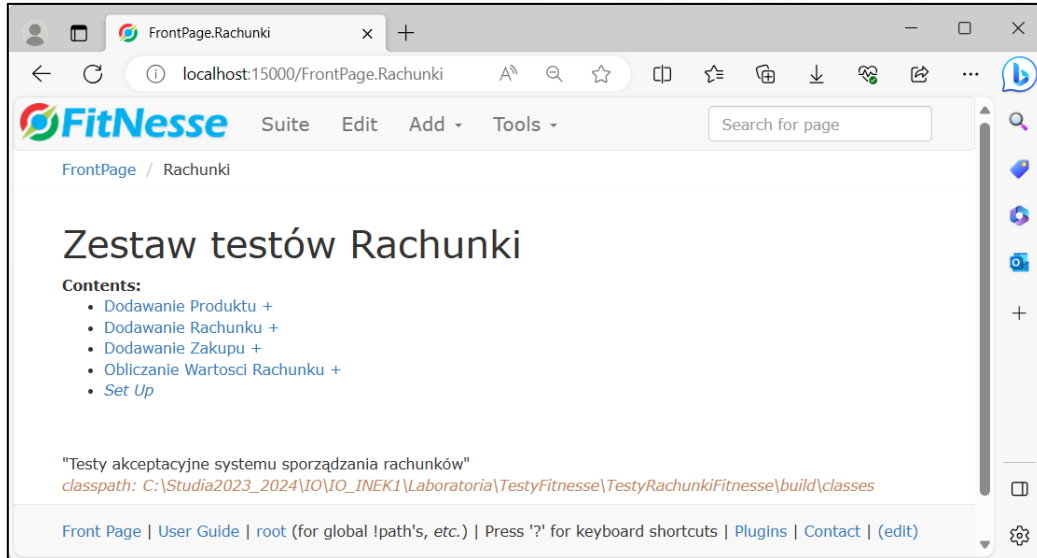 FrontPage.Rachunki
localhost:15000/FrontPage.Rachunki
FitNesse Suite Edit Add Tools Search for page
FrontPage / Rachunki
Zestaw testów Rachunki
Contents:
• Dodawanie Produktu +
• Dodawanie Rachunku +
• Dodawanie Zakupu +
• Obliczanie Wartosci Rachunku +
• Set Up
"Testy akceptacyjne systemu sporządzania rachunków"
classpath: C:\Studia2023_2024\IO\IO_INEK1\Laboratoria\TestyFitnesse\TestyRachunkiFitnesse\build\classes
Front Page | User Guide | root (for global !path's, etc.) | Press '?' for keyboard shortcuts | Plugins | Contact | (edit)